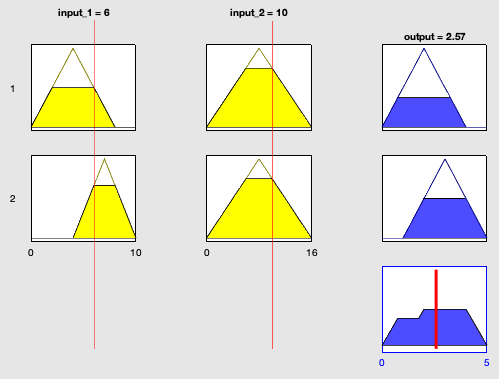 input_1 = 6
input_2 = 10
output = 2.57
1
2
0
10
0
16
0
5